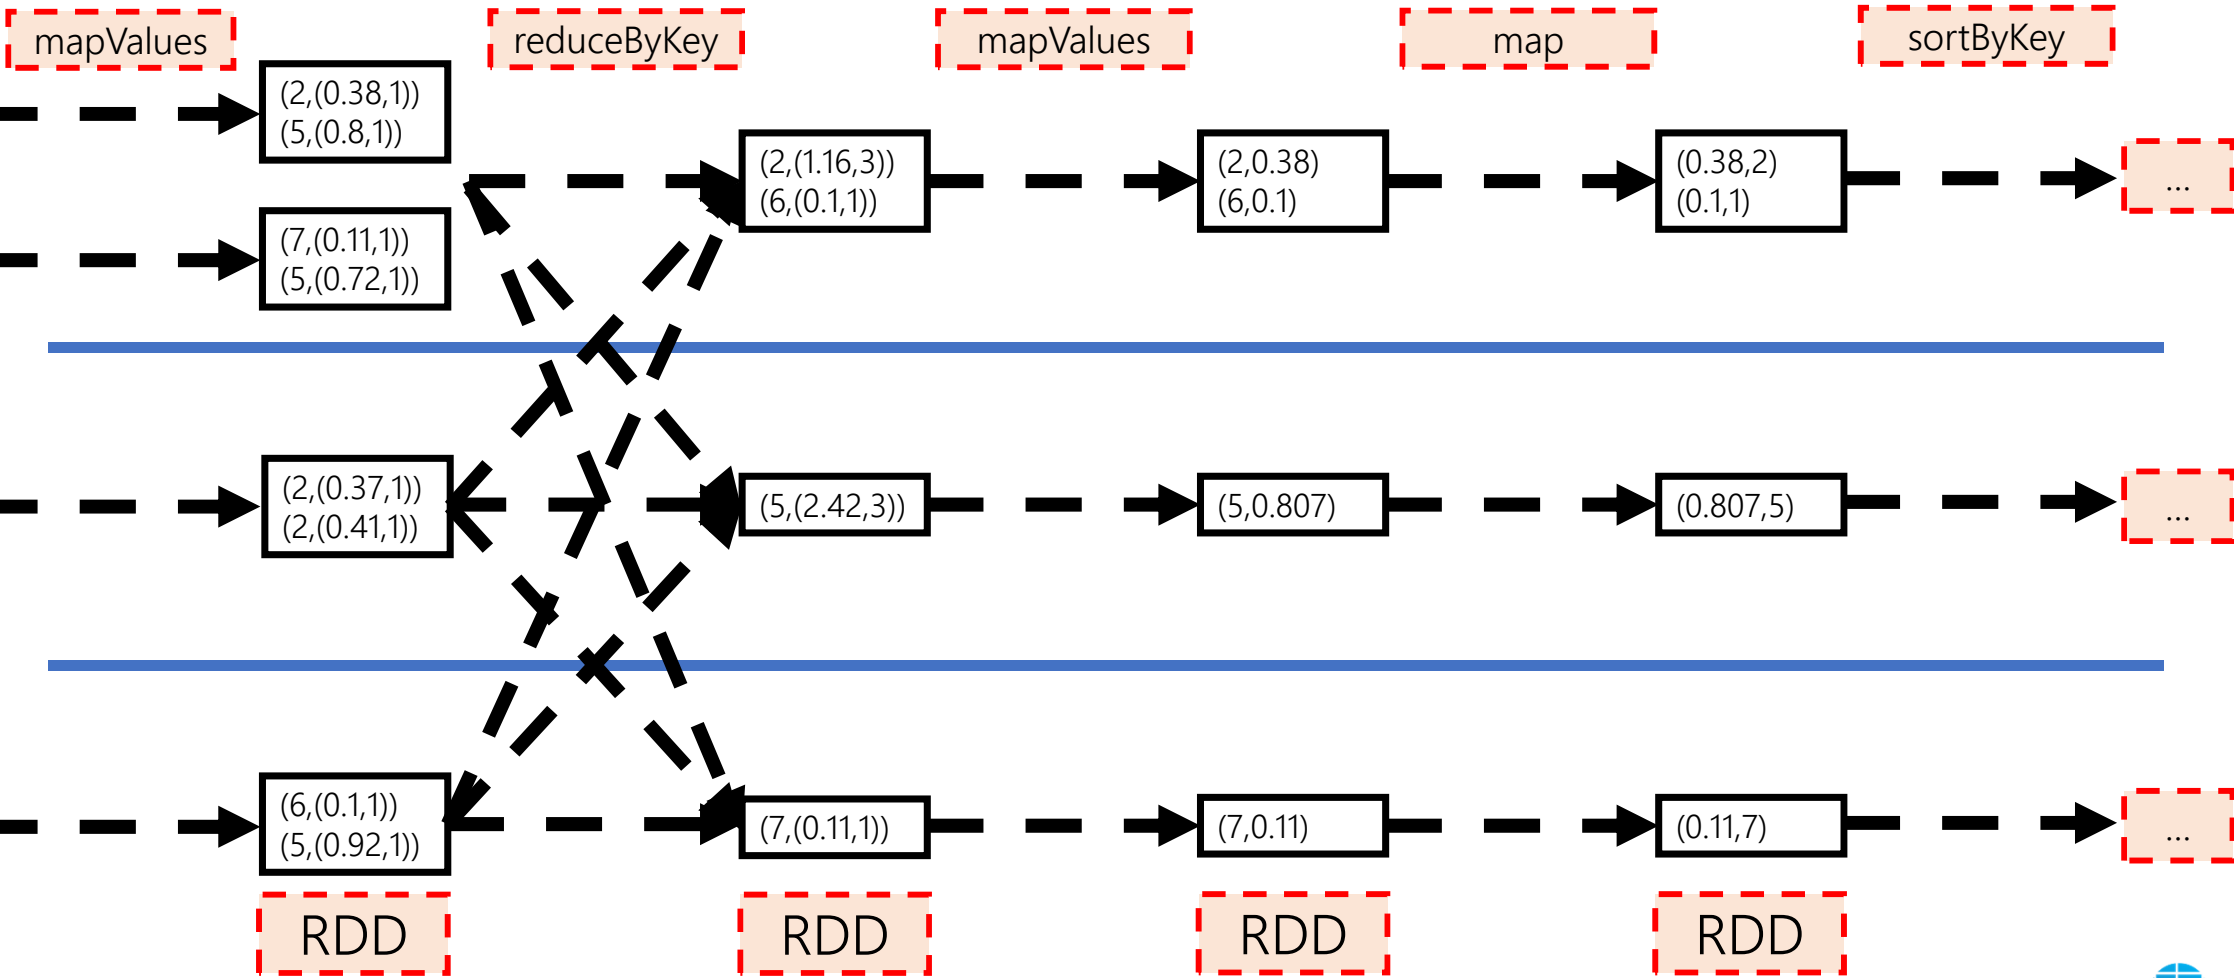 mapValues
reduceByKey
mapValues
map
sortByKey
(2,(0.38,1))
(5,(0.8,1))
(7,(0.11,1))
(5,(0.72,1))
(2,(1.16,3))
(6,(0.1,1))
(2,0.38)
(6,0.1)
(0.38,2)
(0.1,1)
...
(2,(0.37,1))
(2,(0.41,1))
(5,(2.42,3))
(5,0.807)
(0.807,5)
...
(6,(0.1,1))
(5,(0.92,1))
(7,(0.11,1))
(7,0.11)
(0.11,7)
...
RDD
RDD
RDD
RDD